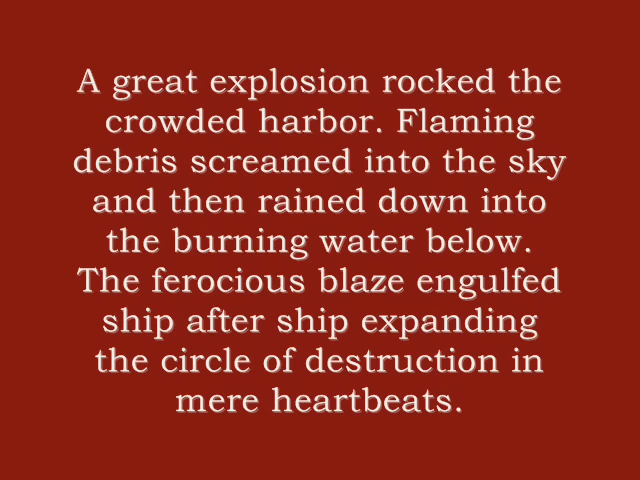 A great explosion rocked the
crowded harbor. Flaming
debris screamed into the sky
and then rained down into
the burning water below.
The ferocious blaze engulfed
ship after ship expanding
the circle of destruction in
mere heartbeats.